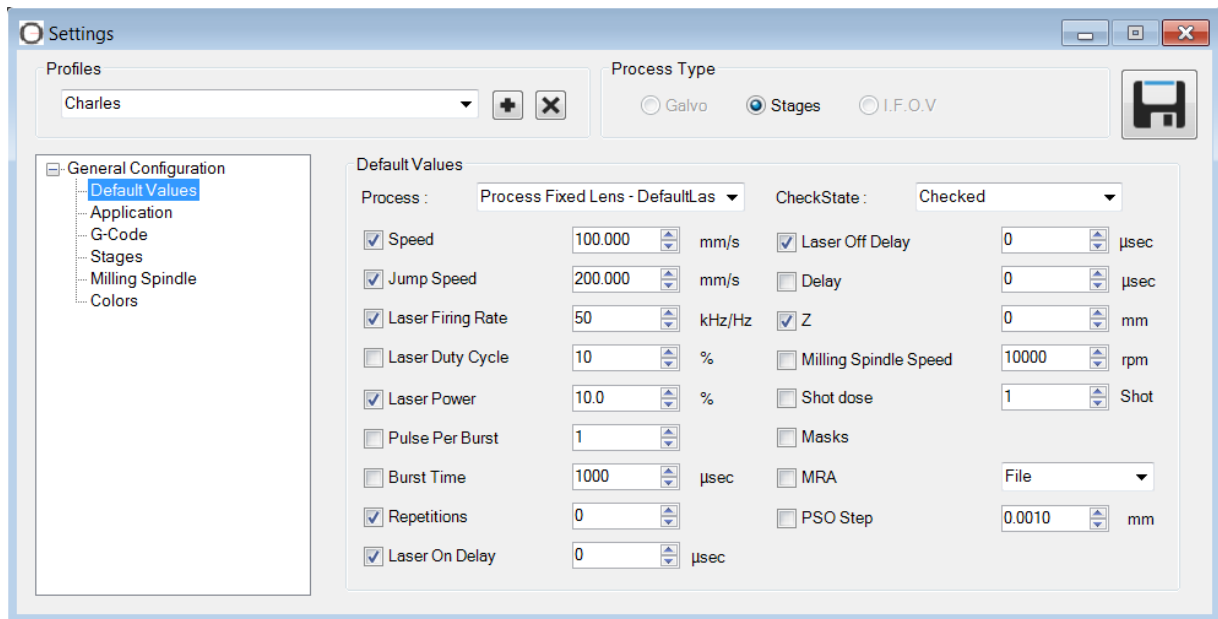 Settings
Profiles
Charles
Process Type
Galvo Stages I.F.O.V
General Configuration
Default Values
Application
G-Code
Stages
Milling Spindle
Colors
Default Values
Process : Process Fixed Lens - DefaultLas CheckState : Checked
Speed 100.000 mm/s Laser Off Delay 0 µsec
Jump Speed 200.000 mm/s Delay 0 µsec
Laser Firing Rate 50 kHz/Hz Z 0 mm
Laser Duty Cycle 10 % Milling Spindle Speed 10000 rpm
Laser Power 10.0 % Shot dose 1 Shot
Pulse Per Burst 1 Masks
Burst Time 1000 µsec MRA File
Repetitions 0 PSO Step 0.0010 mm
Laser On Delay 0 µsec